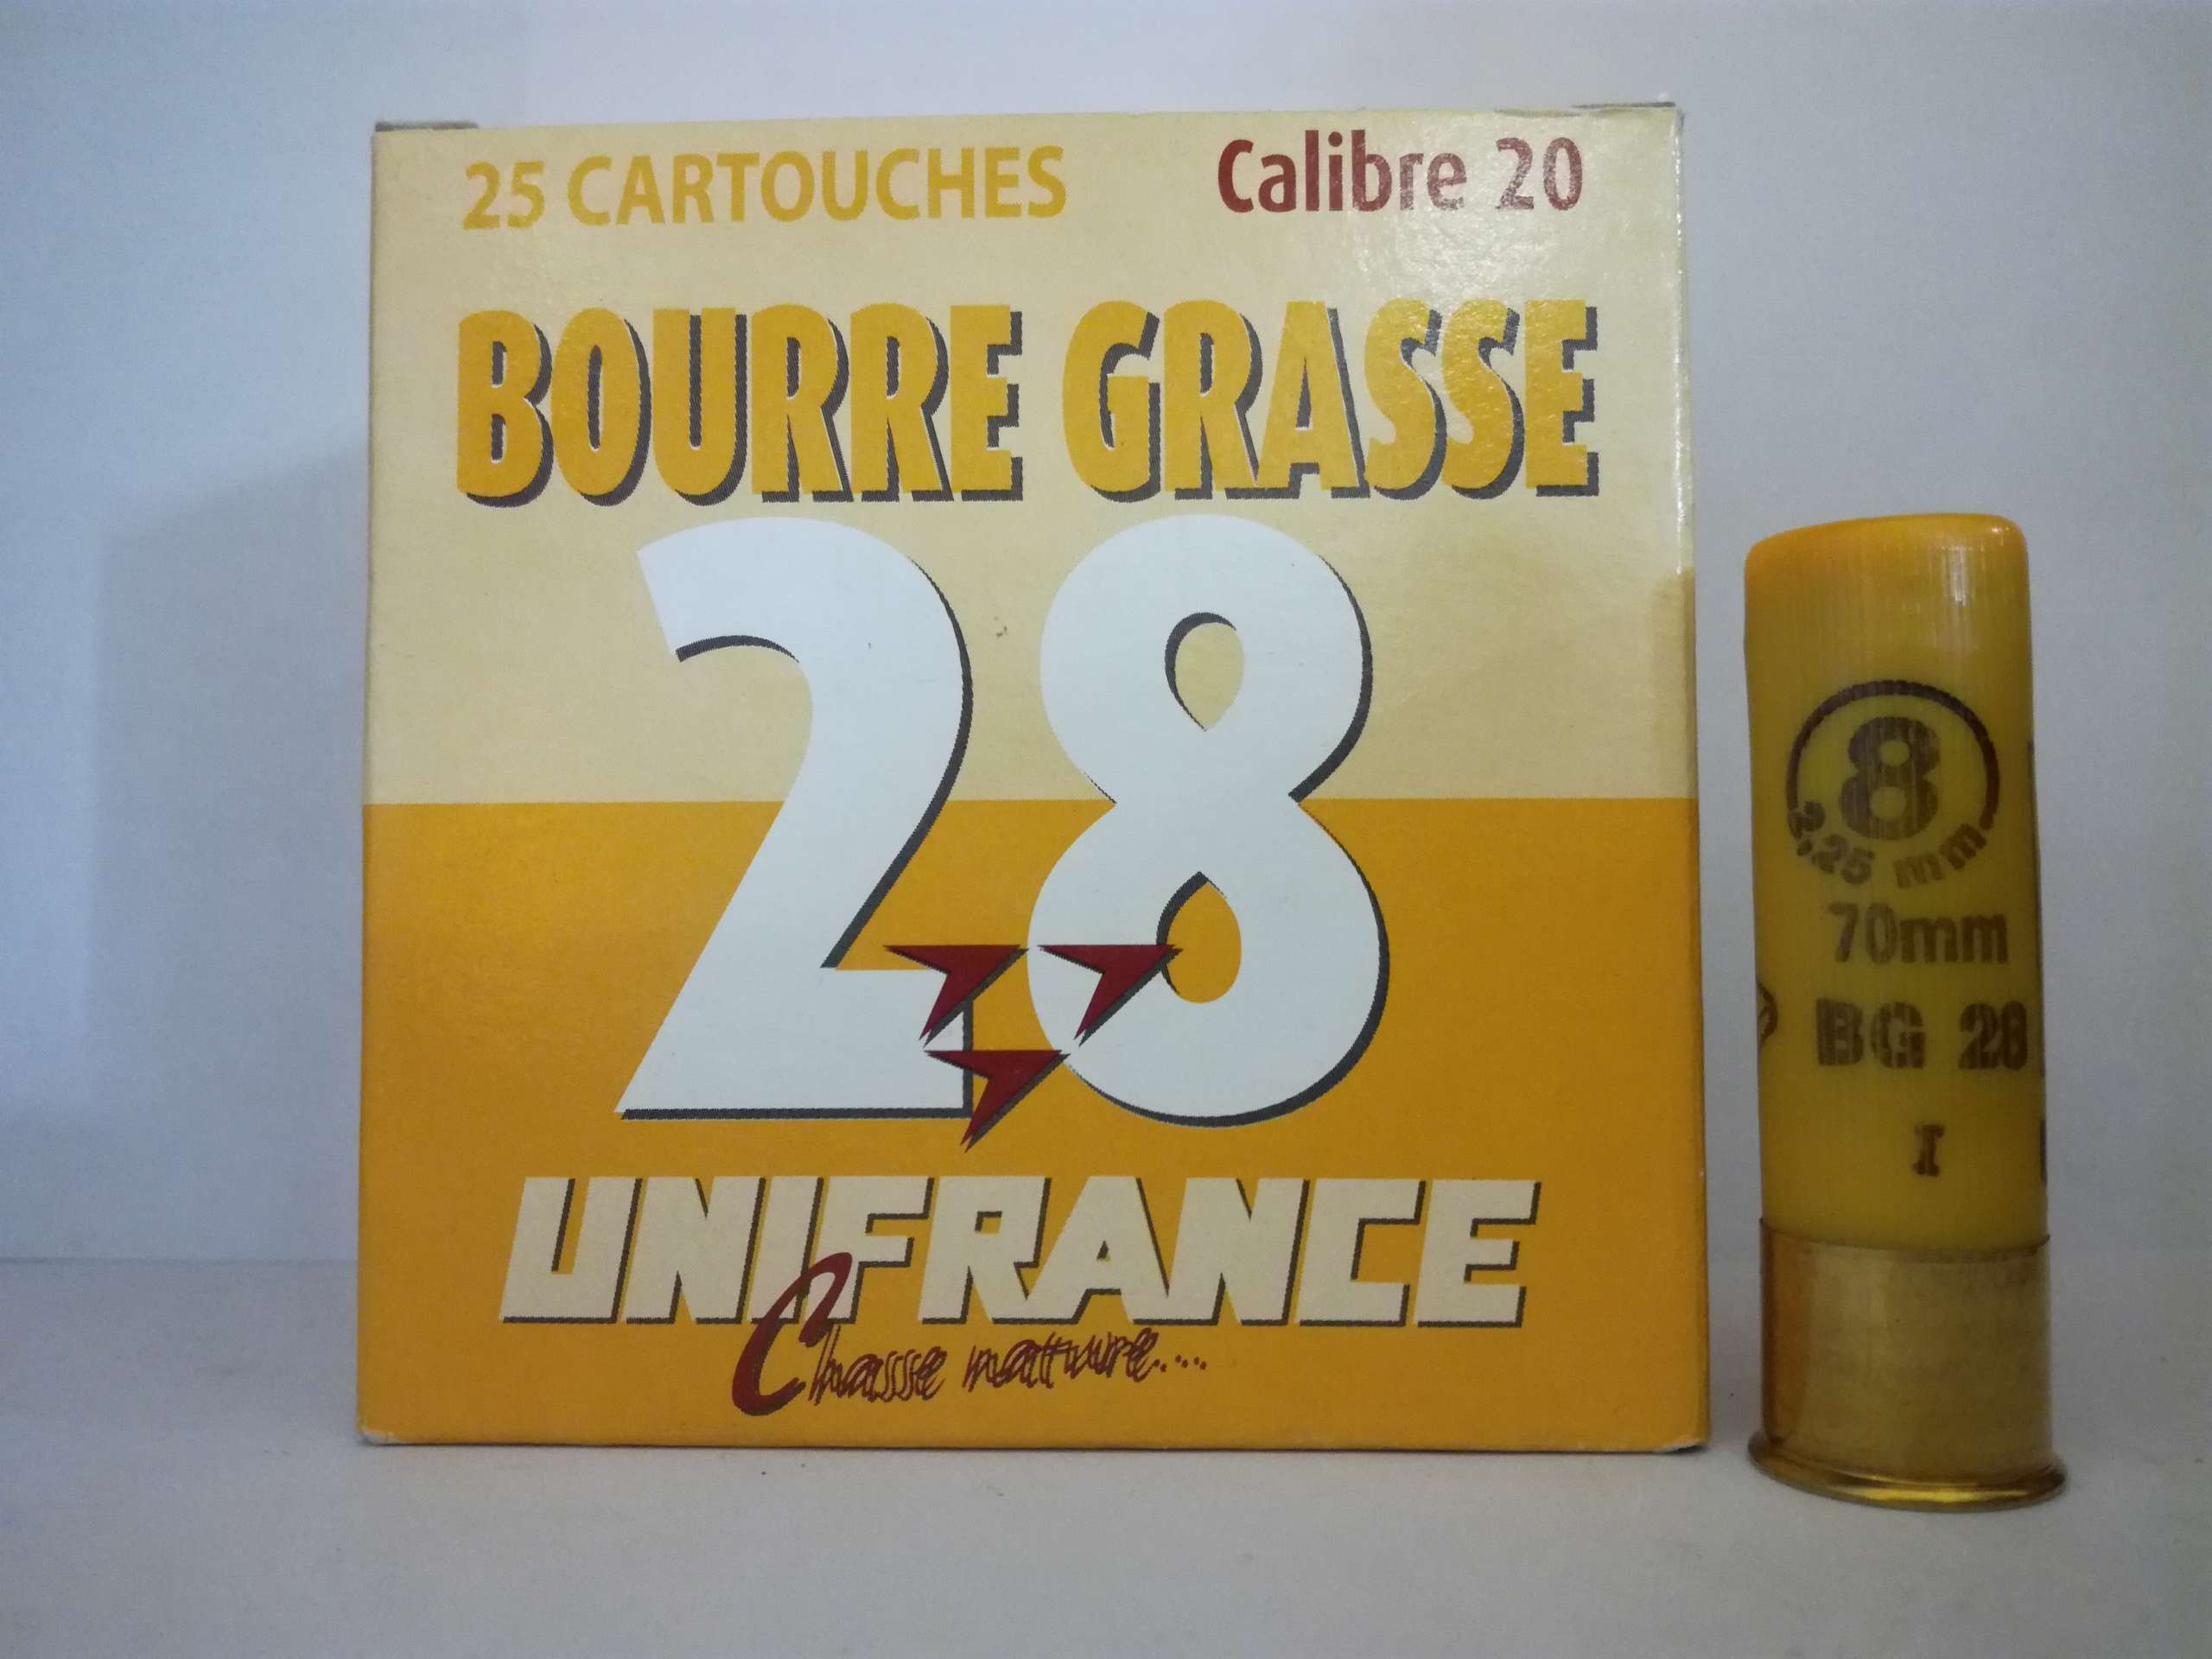 25 CARTOUCHES Calibre 20
BOURRE GRASSE
28
UNIFRANCE
Chasse nature....
8
2,25 mm
70mm
BG 28
I